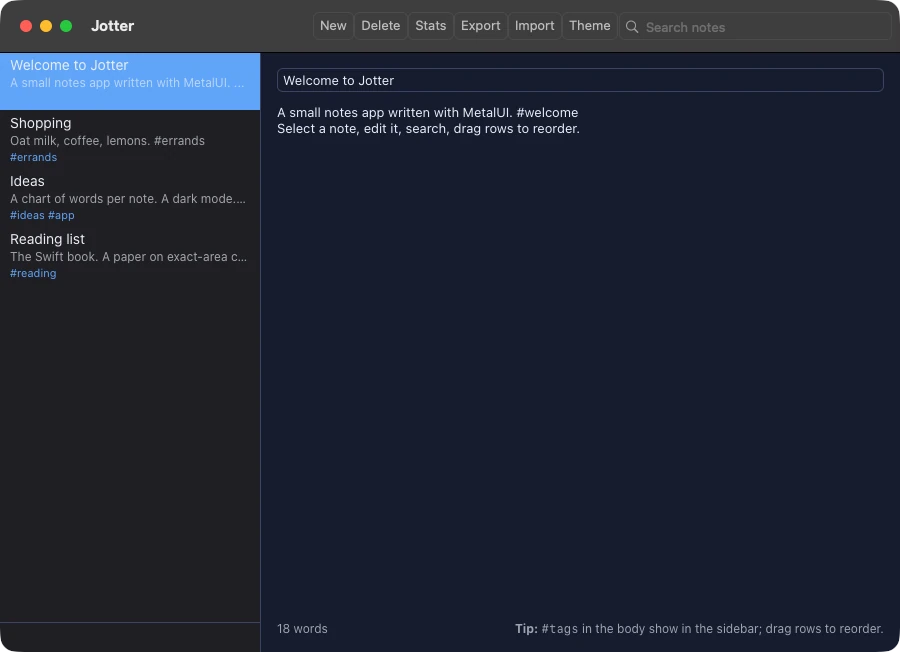 Jotter
New Delete Stats Export Import Theme Search notes
Welcome to Jotter
A small notes app written with MetalUI. ...
Shopping
Oat milk, coffee, lemons. #errands
#errands
Ideas
A chart of words per note. A dark mode....
#ideas #app
Reading list
The Swift book. A paper on exact-area c...
#reading
Welcome to Jotter
A small notes app written with MetalUI. #welcome
Select a note, edit it, search, drag rows to reorder.
18 words
Tip: #tags in the body show in the sidebar; drag rows to reorder.